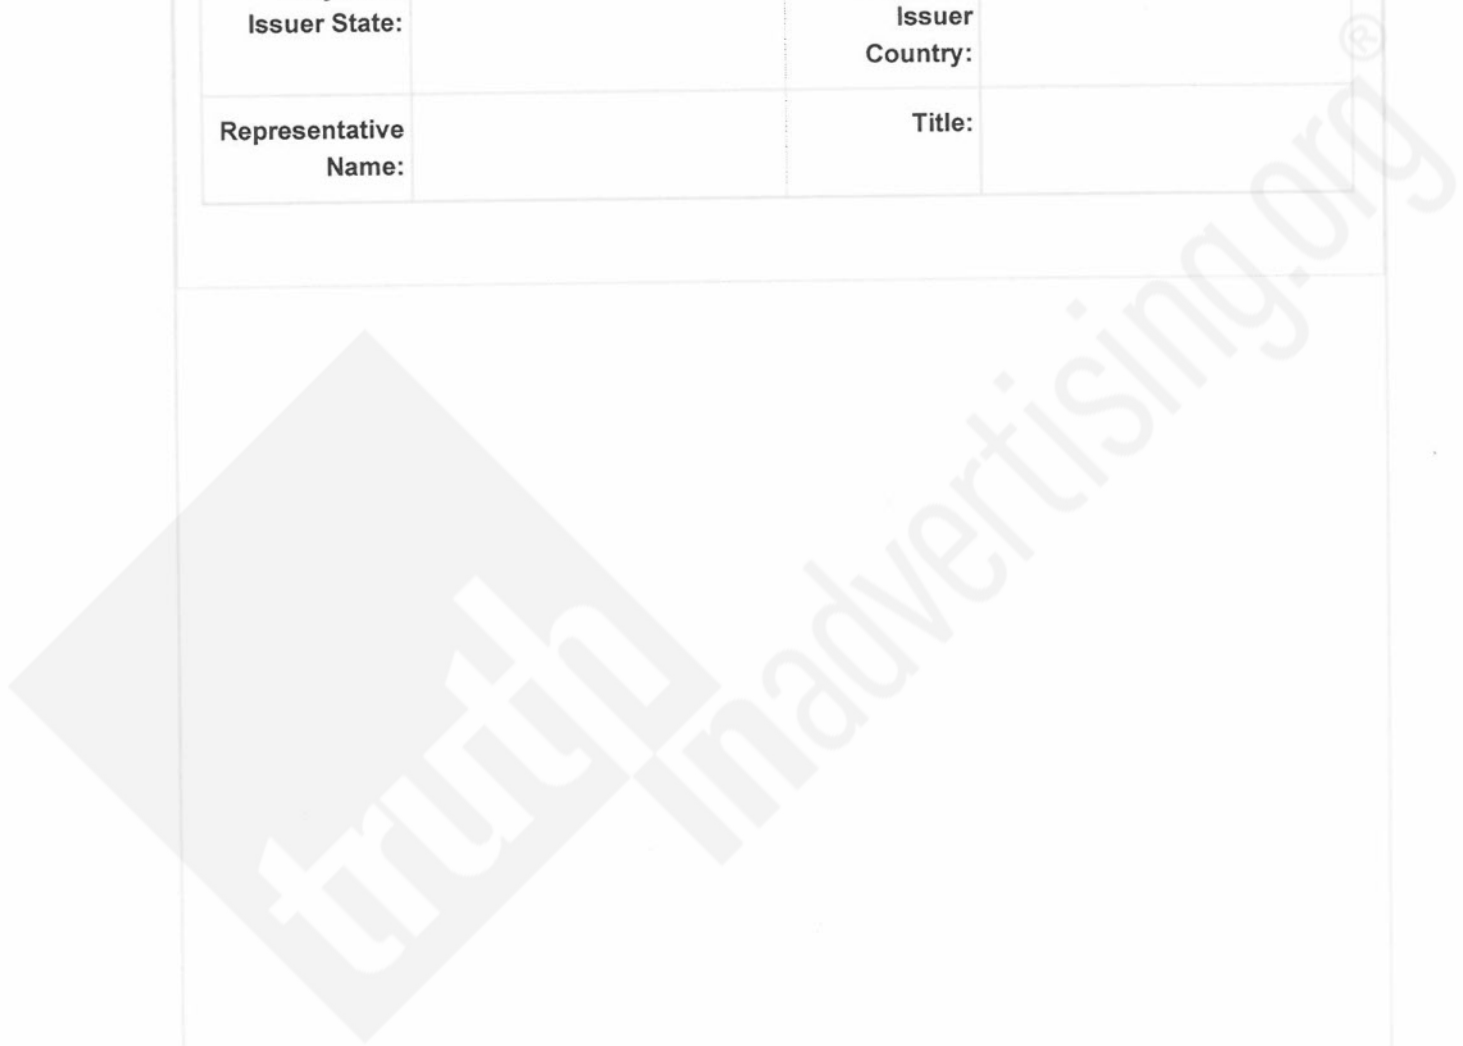 Issuer State:
Issuer
Country:
Representative
Name:
Title:
truth
inadvertising.org®